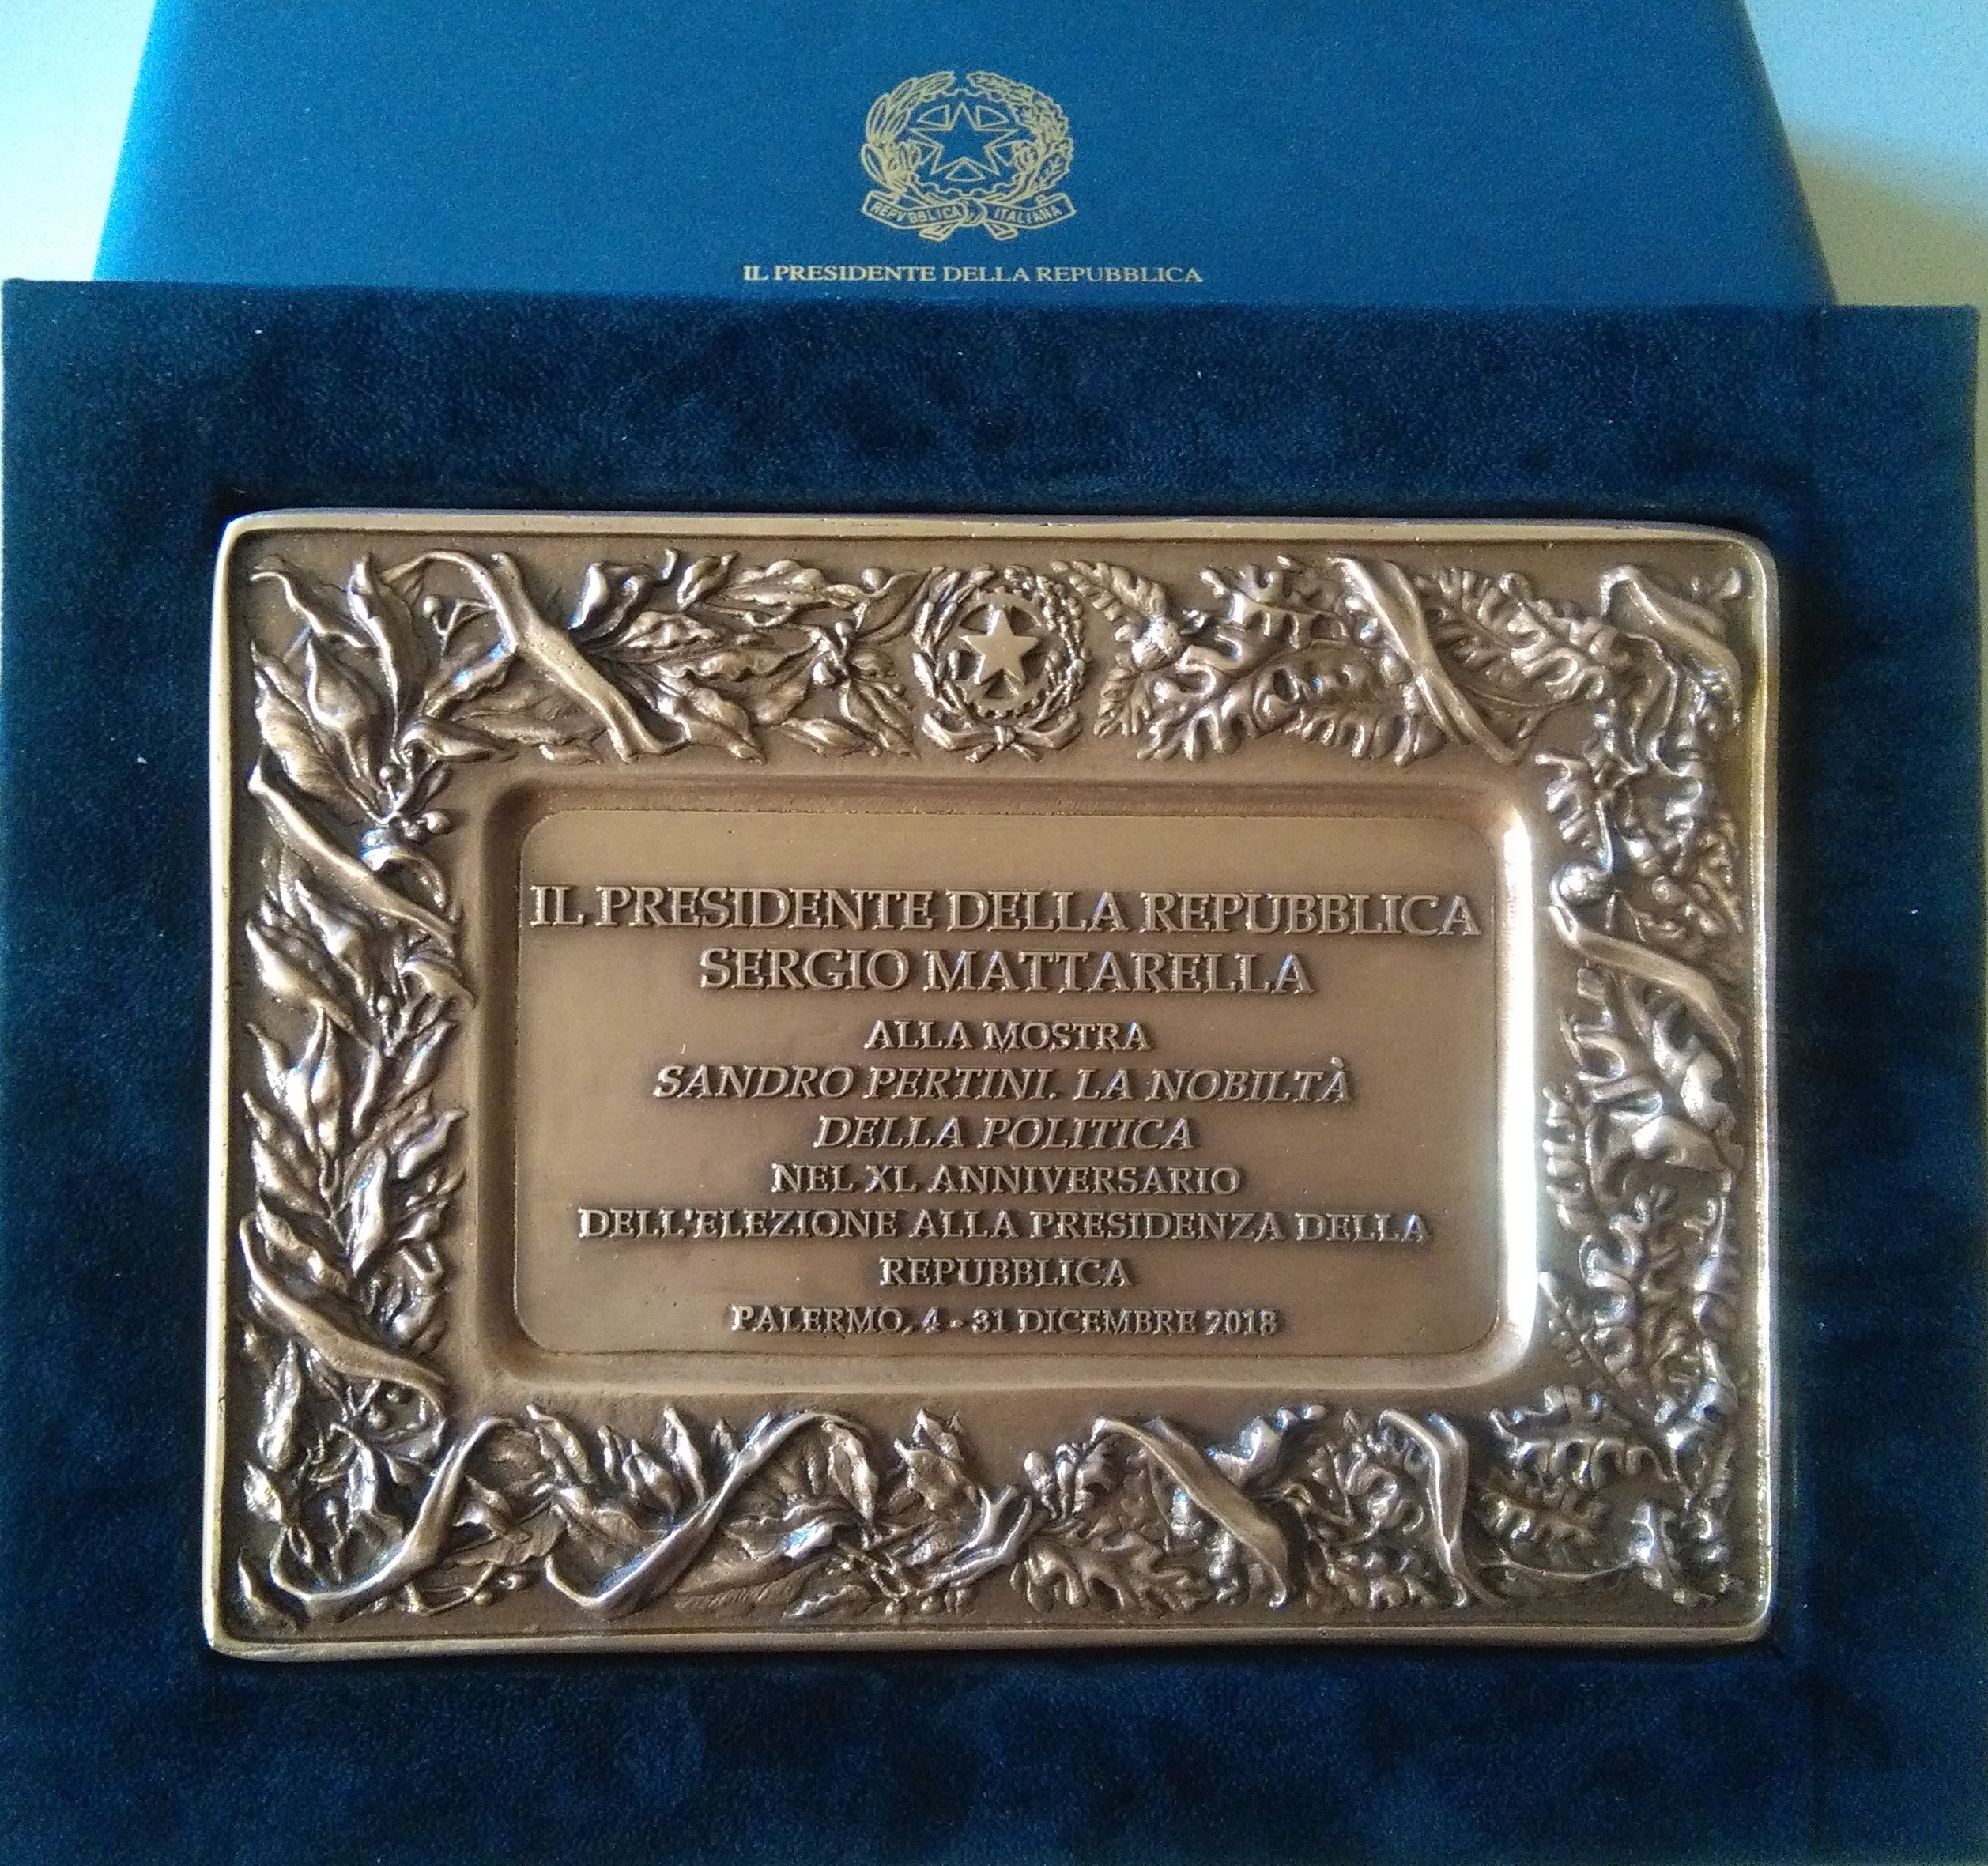 REPVBBLICA ITALIANA
IL PRESIDENTE DELLA REPUBBLICA
IL PRESIDENTE DELLA REPUBBLICA
SERGIO MATTARELLA
ALLA MOSTRA
SANDRO PERTINI. LA NOBILTÀ
DELLA POLITICA
NEL XL ANNIVERSARIO
DELL'ELEZIONE ALLA PRESIDENZA DELLA
REPUBBLICA
PALERMO, 4 - 31 DICEMBRE 2018